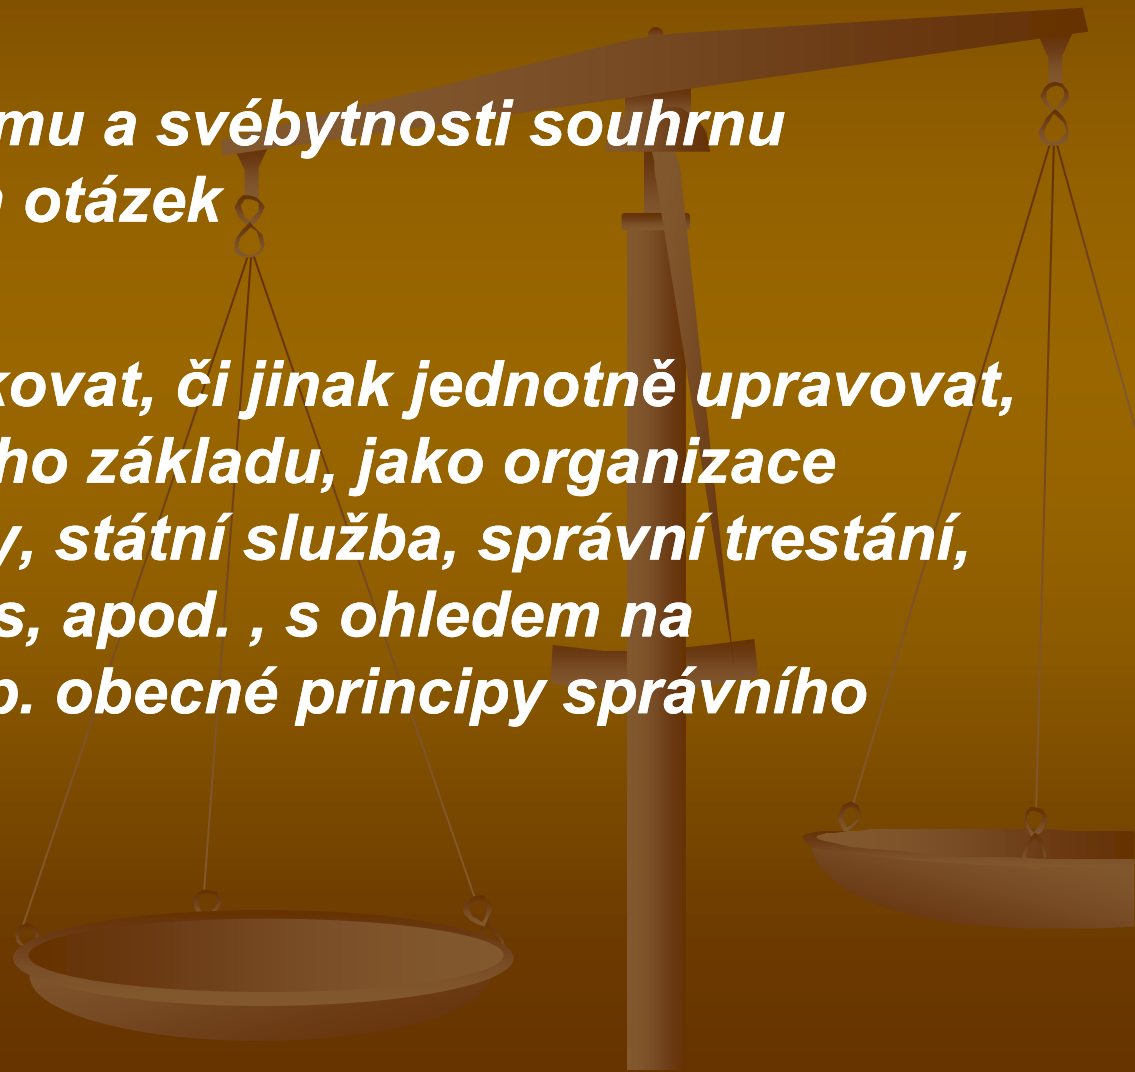 mu a svébytnosti souhrnu
otázek
kovat, či jinak jednotně upravovat,
ho základu, jako organizace
y, státní služba, správní trestání,
s, apod. , s ohledem na
p. obecné principy správního